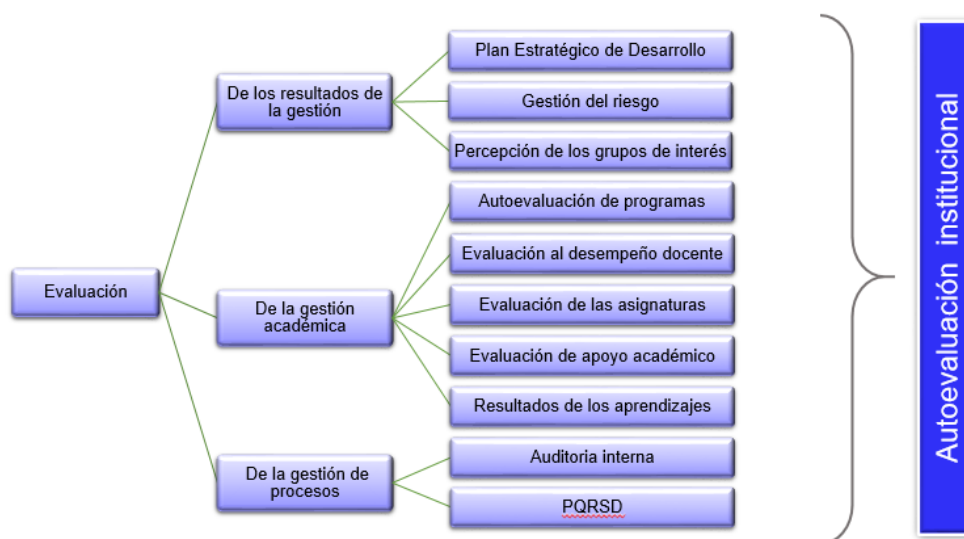 Evaluación
De los resultados de
la gestión
Plan Estratégico de Desarrollo
Gestión del riesgo
Percepción de los grupos de interés
De la gestión
académica
Autoevaluación de programas
Evaluación al desempeño docente
Evaluación de las asignaturas
Evaluación de apoyo académico
Resultados de los aprendizajes
De la gestión de
procesos
Auditoria interna
PQRSD
Autoevaluación institucional